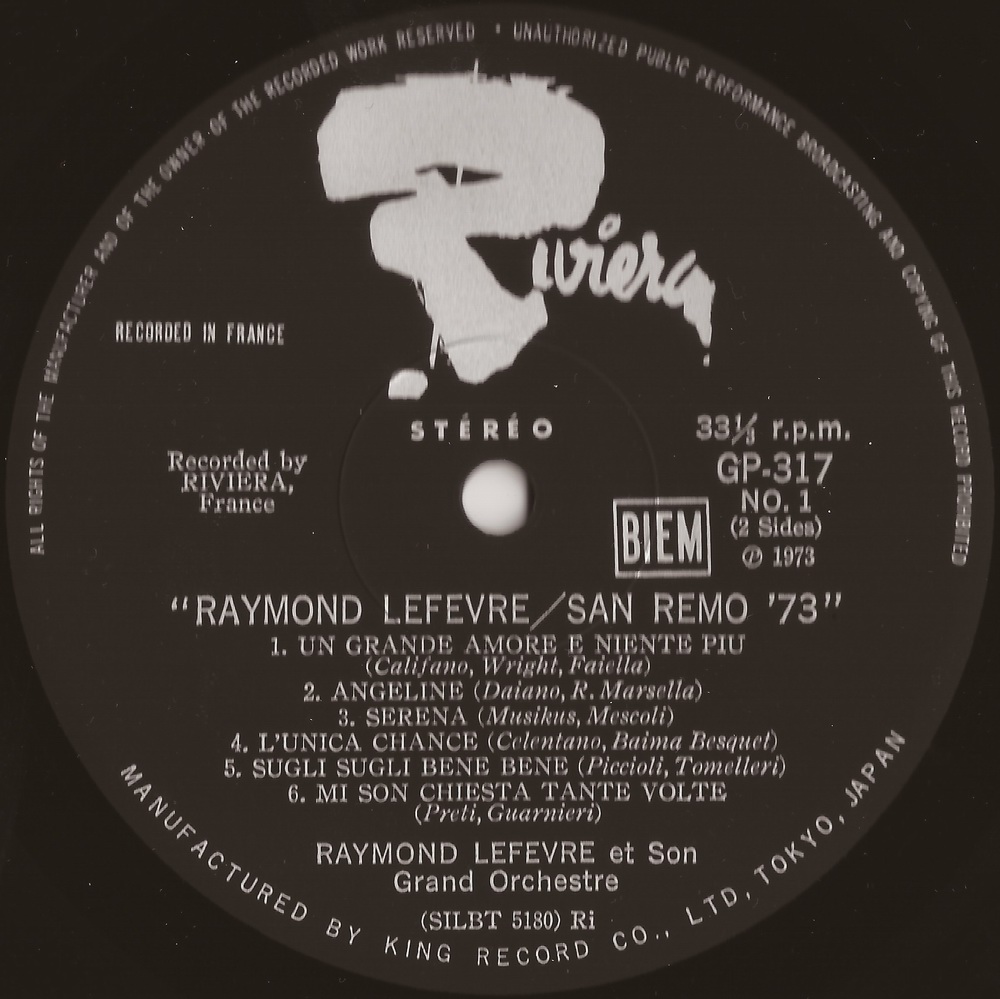 ALL RIGHTS OF THE MANUFACTURER AND OF THE OWNER OF THE RECORDED WORK RESERVED • UNAUTHORIZED PUBLIC PERFORMANCE BROADCASTING AND COPYING OF THIS RECORD PROHIBITED
Riviera
RECORDED IN FRANCE
STÉRÉO
Recorded by
RIVIERA,
France
33⅓ r.p.m.
GP-317
NO. 1
(2 Sides)
℗ 1973
BIEM
“RAYMOND LEFEVRE/SAN REMO '73”
1. UN GRANDE AMORE E NIENTE PIU
(Califano, Wright, Faiella)
2. ANGELINE (Daiano, R. Marsella)
3. SERENA (Musikus, Mescoli)
4. L'UNICA CHANCE (Celentano, Baima Besquet)
5. SUGLI SUGLI BENE BENE (Piccioli, Tomelleri)
6. MI SON CHIESTA TANTE VOLTE
(Preti, Guarnieri)
RAYMOND LEFEVRE et Son
Grand Orchestre
(SILBT 5180) Ri
MANUFACTURED BY KING RECORD CO., LTD, TOKYO, JAPAN